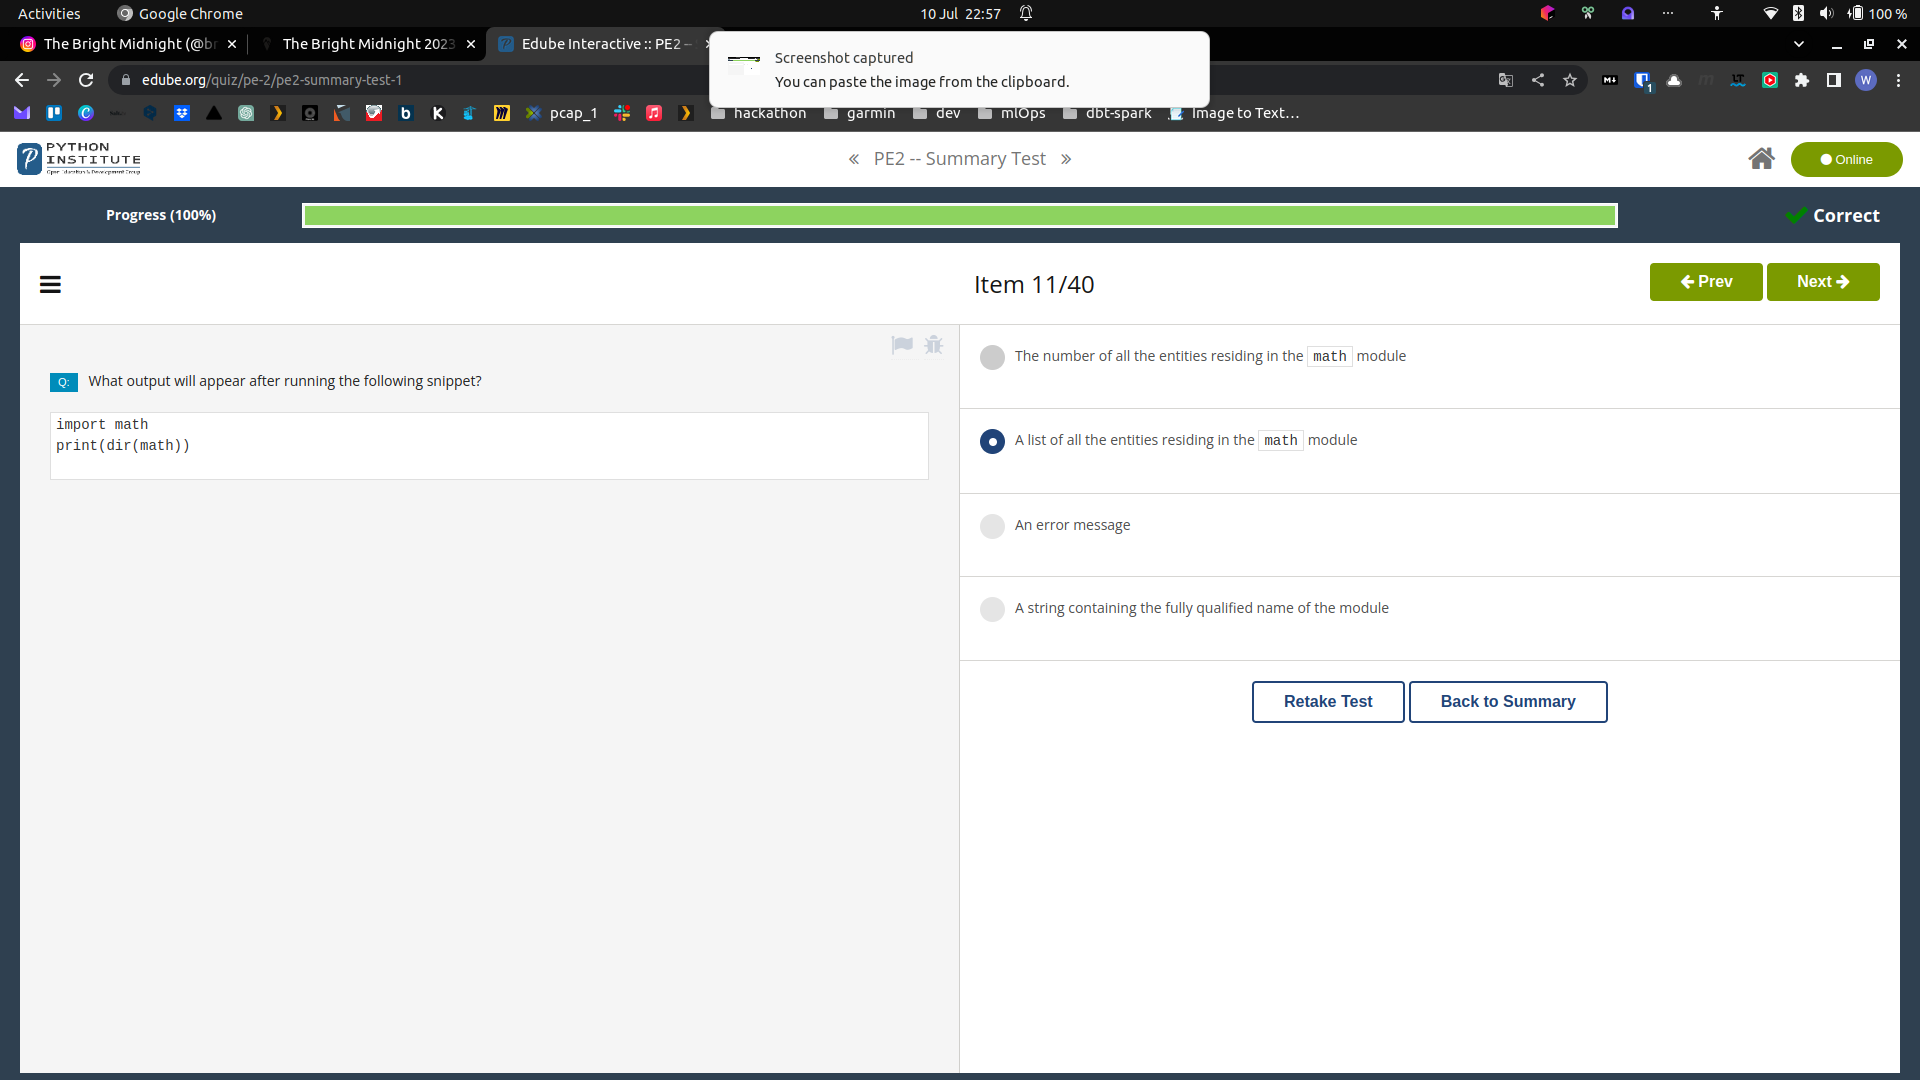 Activities
Google Chrome
10 Jul 22:57
100 %
The Bright Midnight (@br
The Bright Midnight 2023
Edube Interactive :: PE2 –
Screenshot captured
You can paste the image from the clipboard.
edube.org/quiz/pe-2/pe2-summary-test-1
1
W
pcap_1
hackathon
garmin
dev
mlOps
dbt-spark
Image to Text…
PYTHON
INSTITUTE
Open Education & Development Group
« PE2 -- Summary Test »
Online
Progress (100%)
Correct
Item 11/40
Prev
Next
Q: What output will appear after running the following snippet?
import math
print(dir(math))
The number of all the entities residing in the math module
A list of all the entities residing in the math module
An error message
A string containing the fully qualified name of the module
Retake Test
Back to Summary